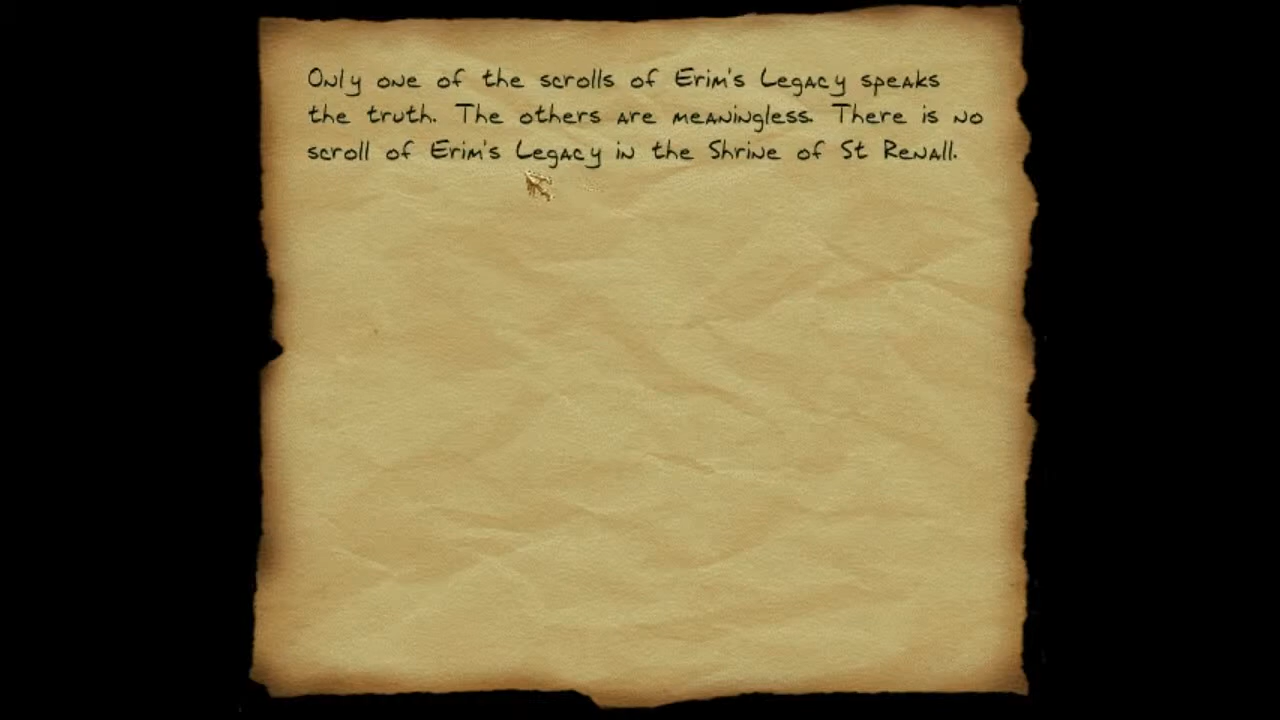 Only one of the scrolls of Erim's Legacy speaks
the truth. The others are meaningless. There is no
scroll of Erim's Legacy in the Shrine of St Renall.